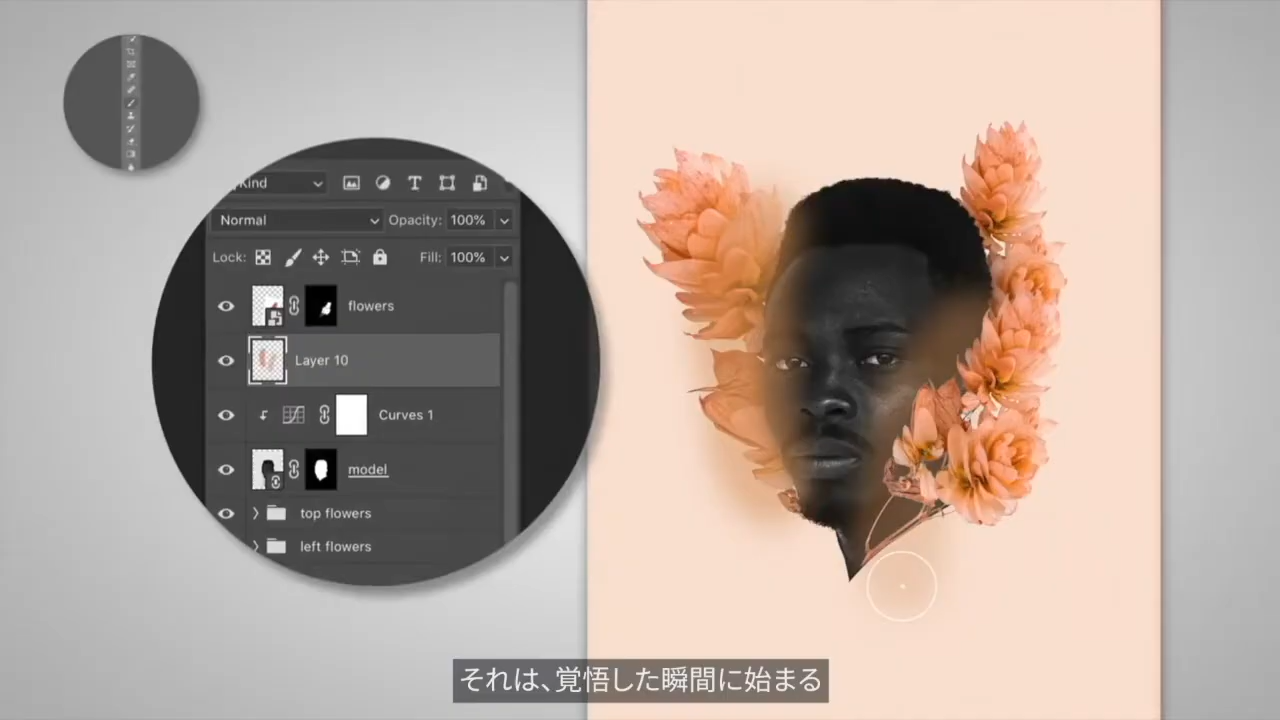 Kind
Normal Opacity: 100%
Lock: Fill: 100%
flowers
Layer 10
Curves 1
model
top flowers
left flowers
それは、覚悟した瞬間に始まる